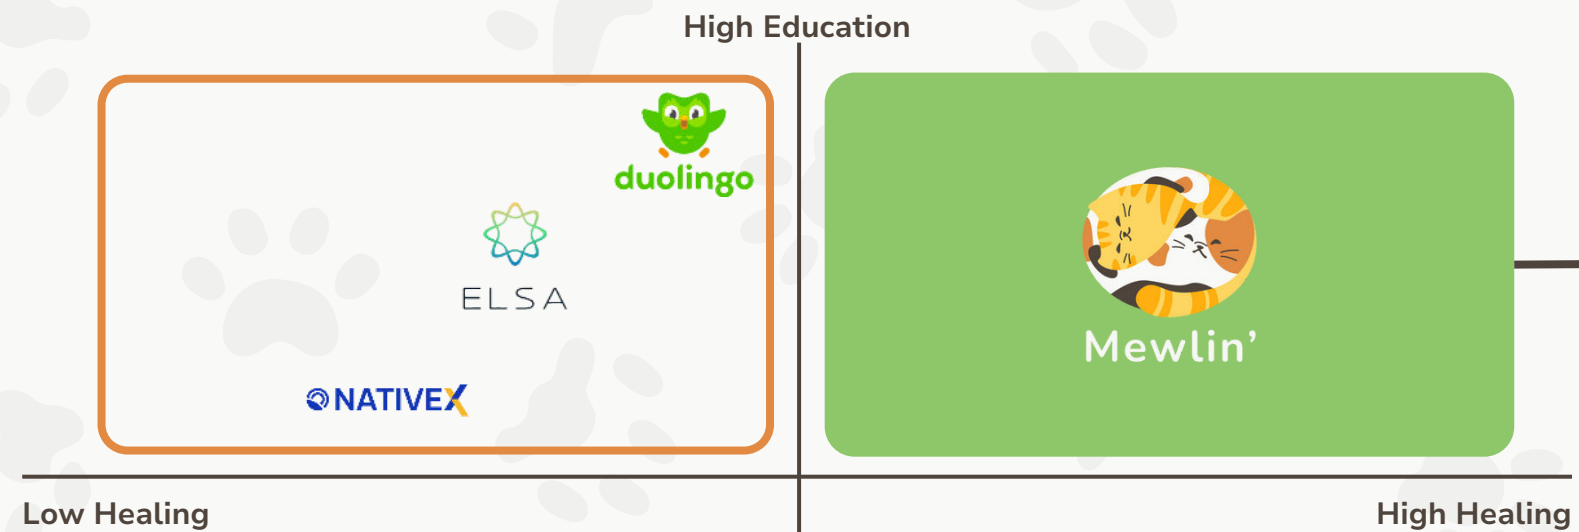 High Education
duolingo
ELSA
NATIVEX
Mewlin’
Low Healing
High Healing